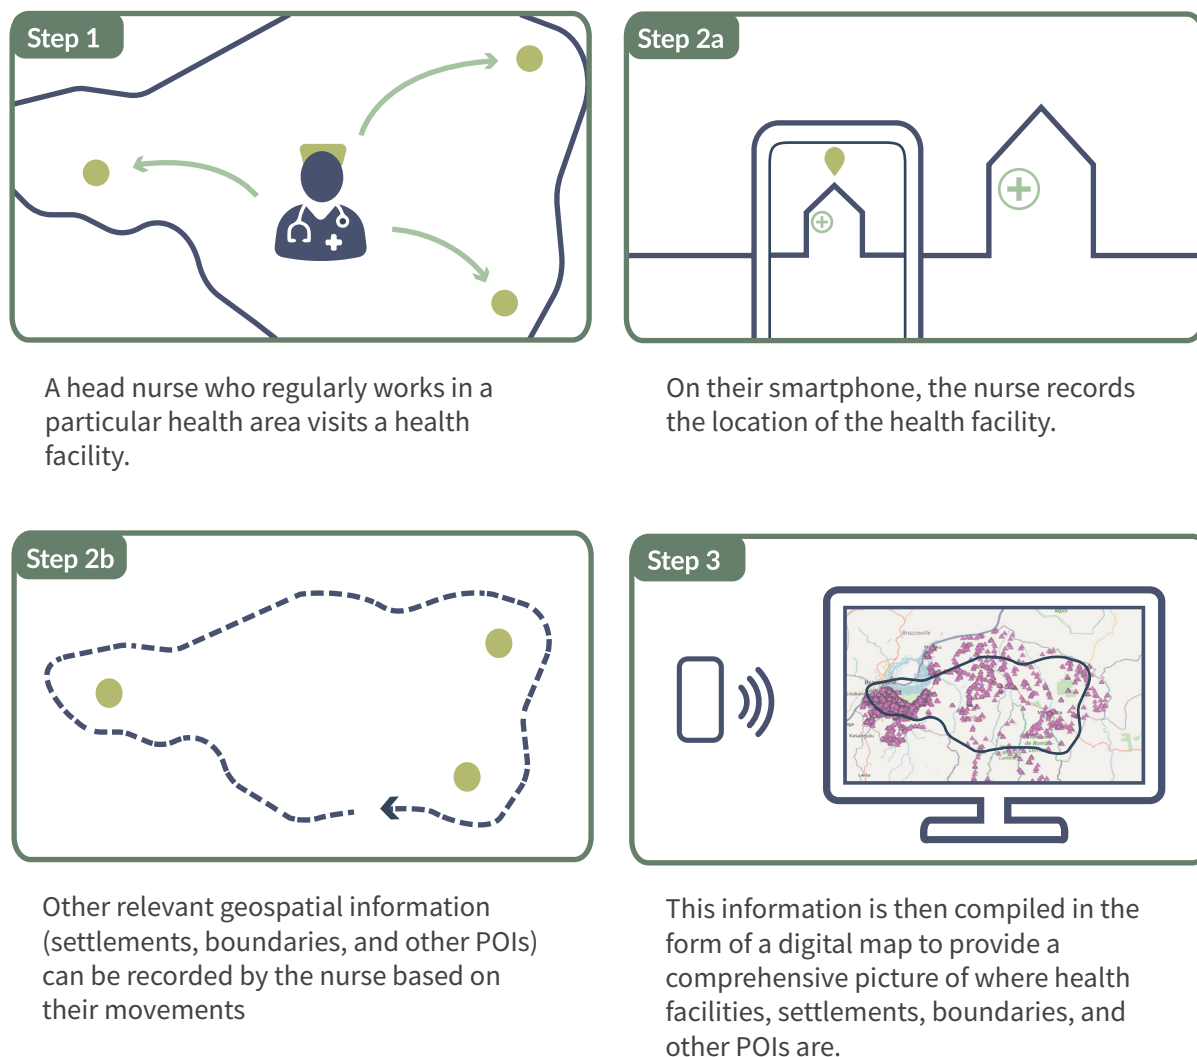 Step 1
A head nurse who regularly works in a
particular health area visits a health
facility.
Step 2a
On their smartphone, the nurse records
the location of the health facility.
Step 2b
Other relevant geospatial information
(settlements, boundaries, and other POIs)
can be recorded by the nurse based on
their movements
Step 3
Brazzaville
Kasangulu
This information is then compiled in the
form of a digital map to provide a
comprehensive picture of where health
facilities, settlements, boundaries, and
other POIs are.